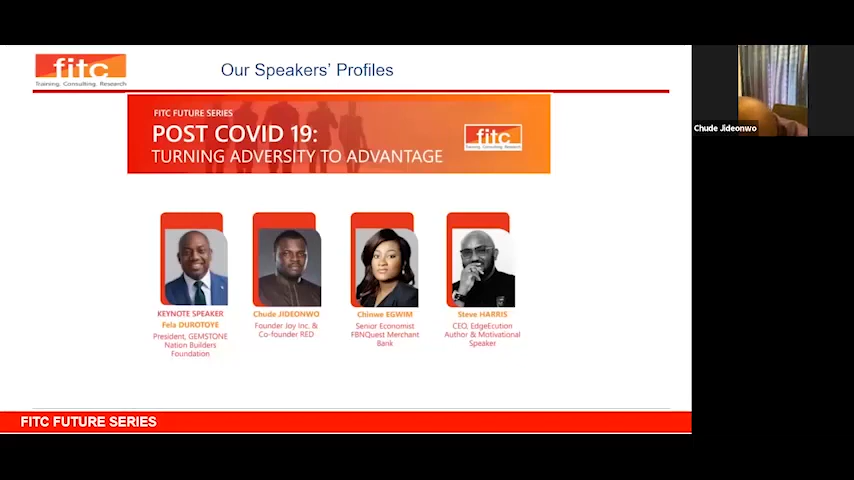 fitc
Training. Consulting. Research
Our Speakers' Profiles
FITC FUTURE SERIES
POST COVID 19:
TURNING ADVERSITY TO ADVANTAGE
fitc
Training. Consulting. Research
KEYNOTE SPEAKER
Fela DUROTOYE
President, GEMSTONE
Nation Builders
Foundation
Chude JIDEONWO
Founder Joy Inc. &
Co-founder RED
Chinwe EGWIM
Senior Economist
FBNQuest Merchant
Bank
Steve HARRIS
CEO, EdgeEcution
Author & Motivational
Speaker
FITC FUTURE SERIES
Chude Jideonwo